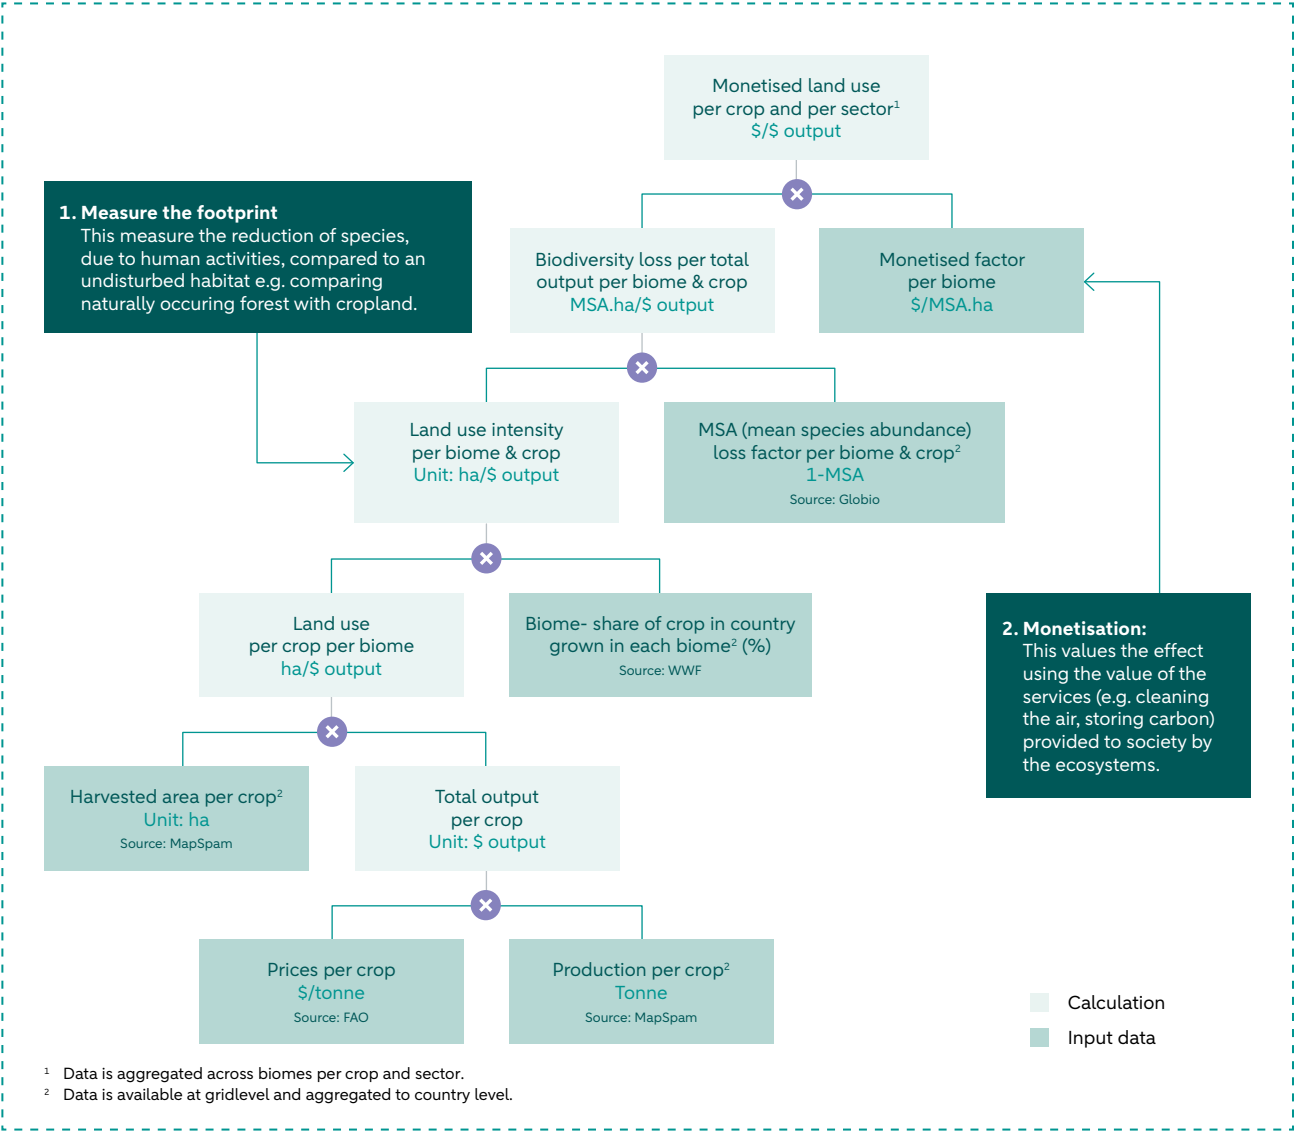 Monetised land use
per crop and per sector¹
$/$ output
1. Measure the footprint
This measure the reduction of species,
due to human activities, compared to an
undisturbed habitat e.g. comparing
naturally occuring forest with cropland.
Biodiversity loss per total
output per biome & crop
MSA.ha/$ output
Monetised factor
per biome
$/MSA.ha
Land use intensity
per biome & crop
Unit: ha/$ output
MSA (mean species abundance)
loss factor per biome & crop²
1-MSA
Source: Globio
Land use
per crop per biome
ha/$ output
Biome- share of crop in country
grown in each biome² (%)
Source: WWF
2. Monetisation:
This values the effect
using the value of the
services (e.g. cleaning
the air, storing carbon)
provided to society by
the ecosystems.
Harvested area per crop²
Unit: ha
Source: MapSpam
Total output
per crop
Unit: $ output
Prices per crop
$/tonne
Source: FAO
Production per crop²
Tonne
Source: MapSpam
Calculation
Input data
¹ Data is aggregated across biomes per crop and sector.
² Data is available at gridlevel and aggregated to country level.